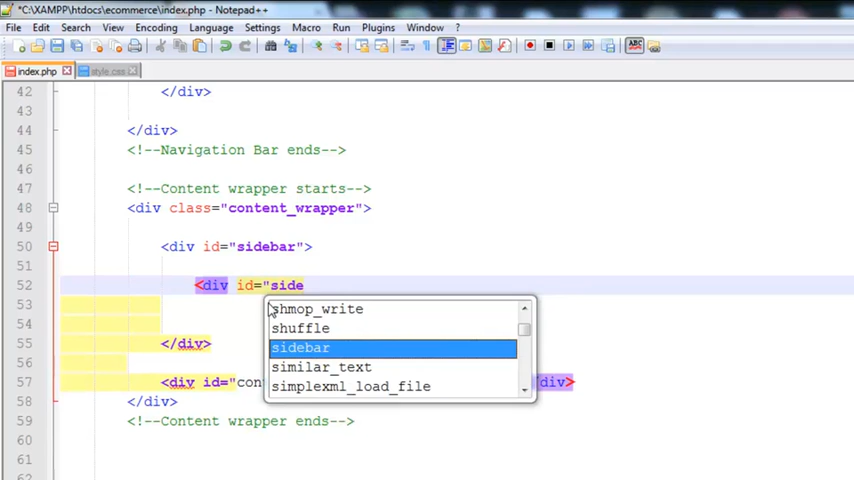 *C:\XAMPP\htdocs\ecommerce\index.php - Notepad++
File Edit Search View Encoding Language Settings Macro Run Plugins Window ?
index.php style.css
42 </div>
43
44 </div>
45 <!--Navigation Bar ends-->
46
47 <!--Content wrapper starts-->
48 <div class="content_wrapper">
49
50 <div id="sidebar">
51
52 <div id="side
53
shmop_write
54
shuffle
sidebar
55 </div>
similar_text
56
simplexml_load_file
57 <div id="con div>
58 </div>
59 <!--Content wrapper ends-->
60
61
62